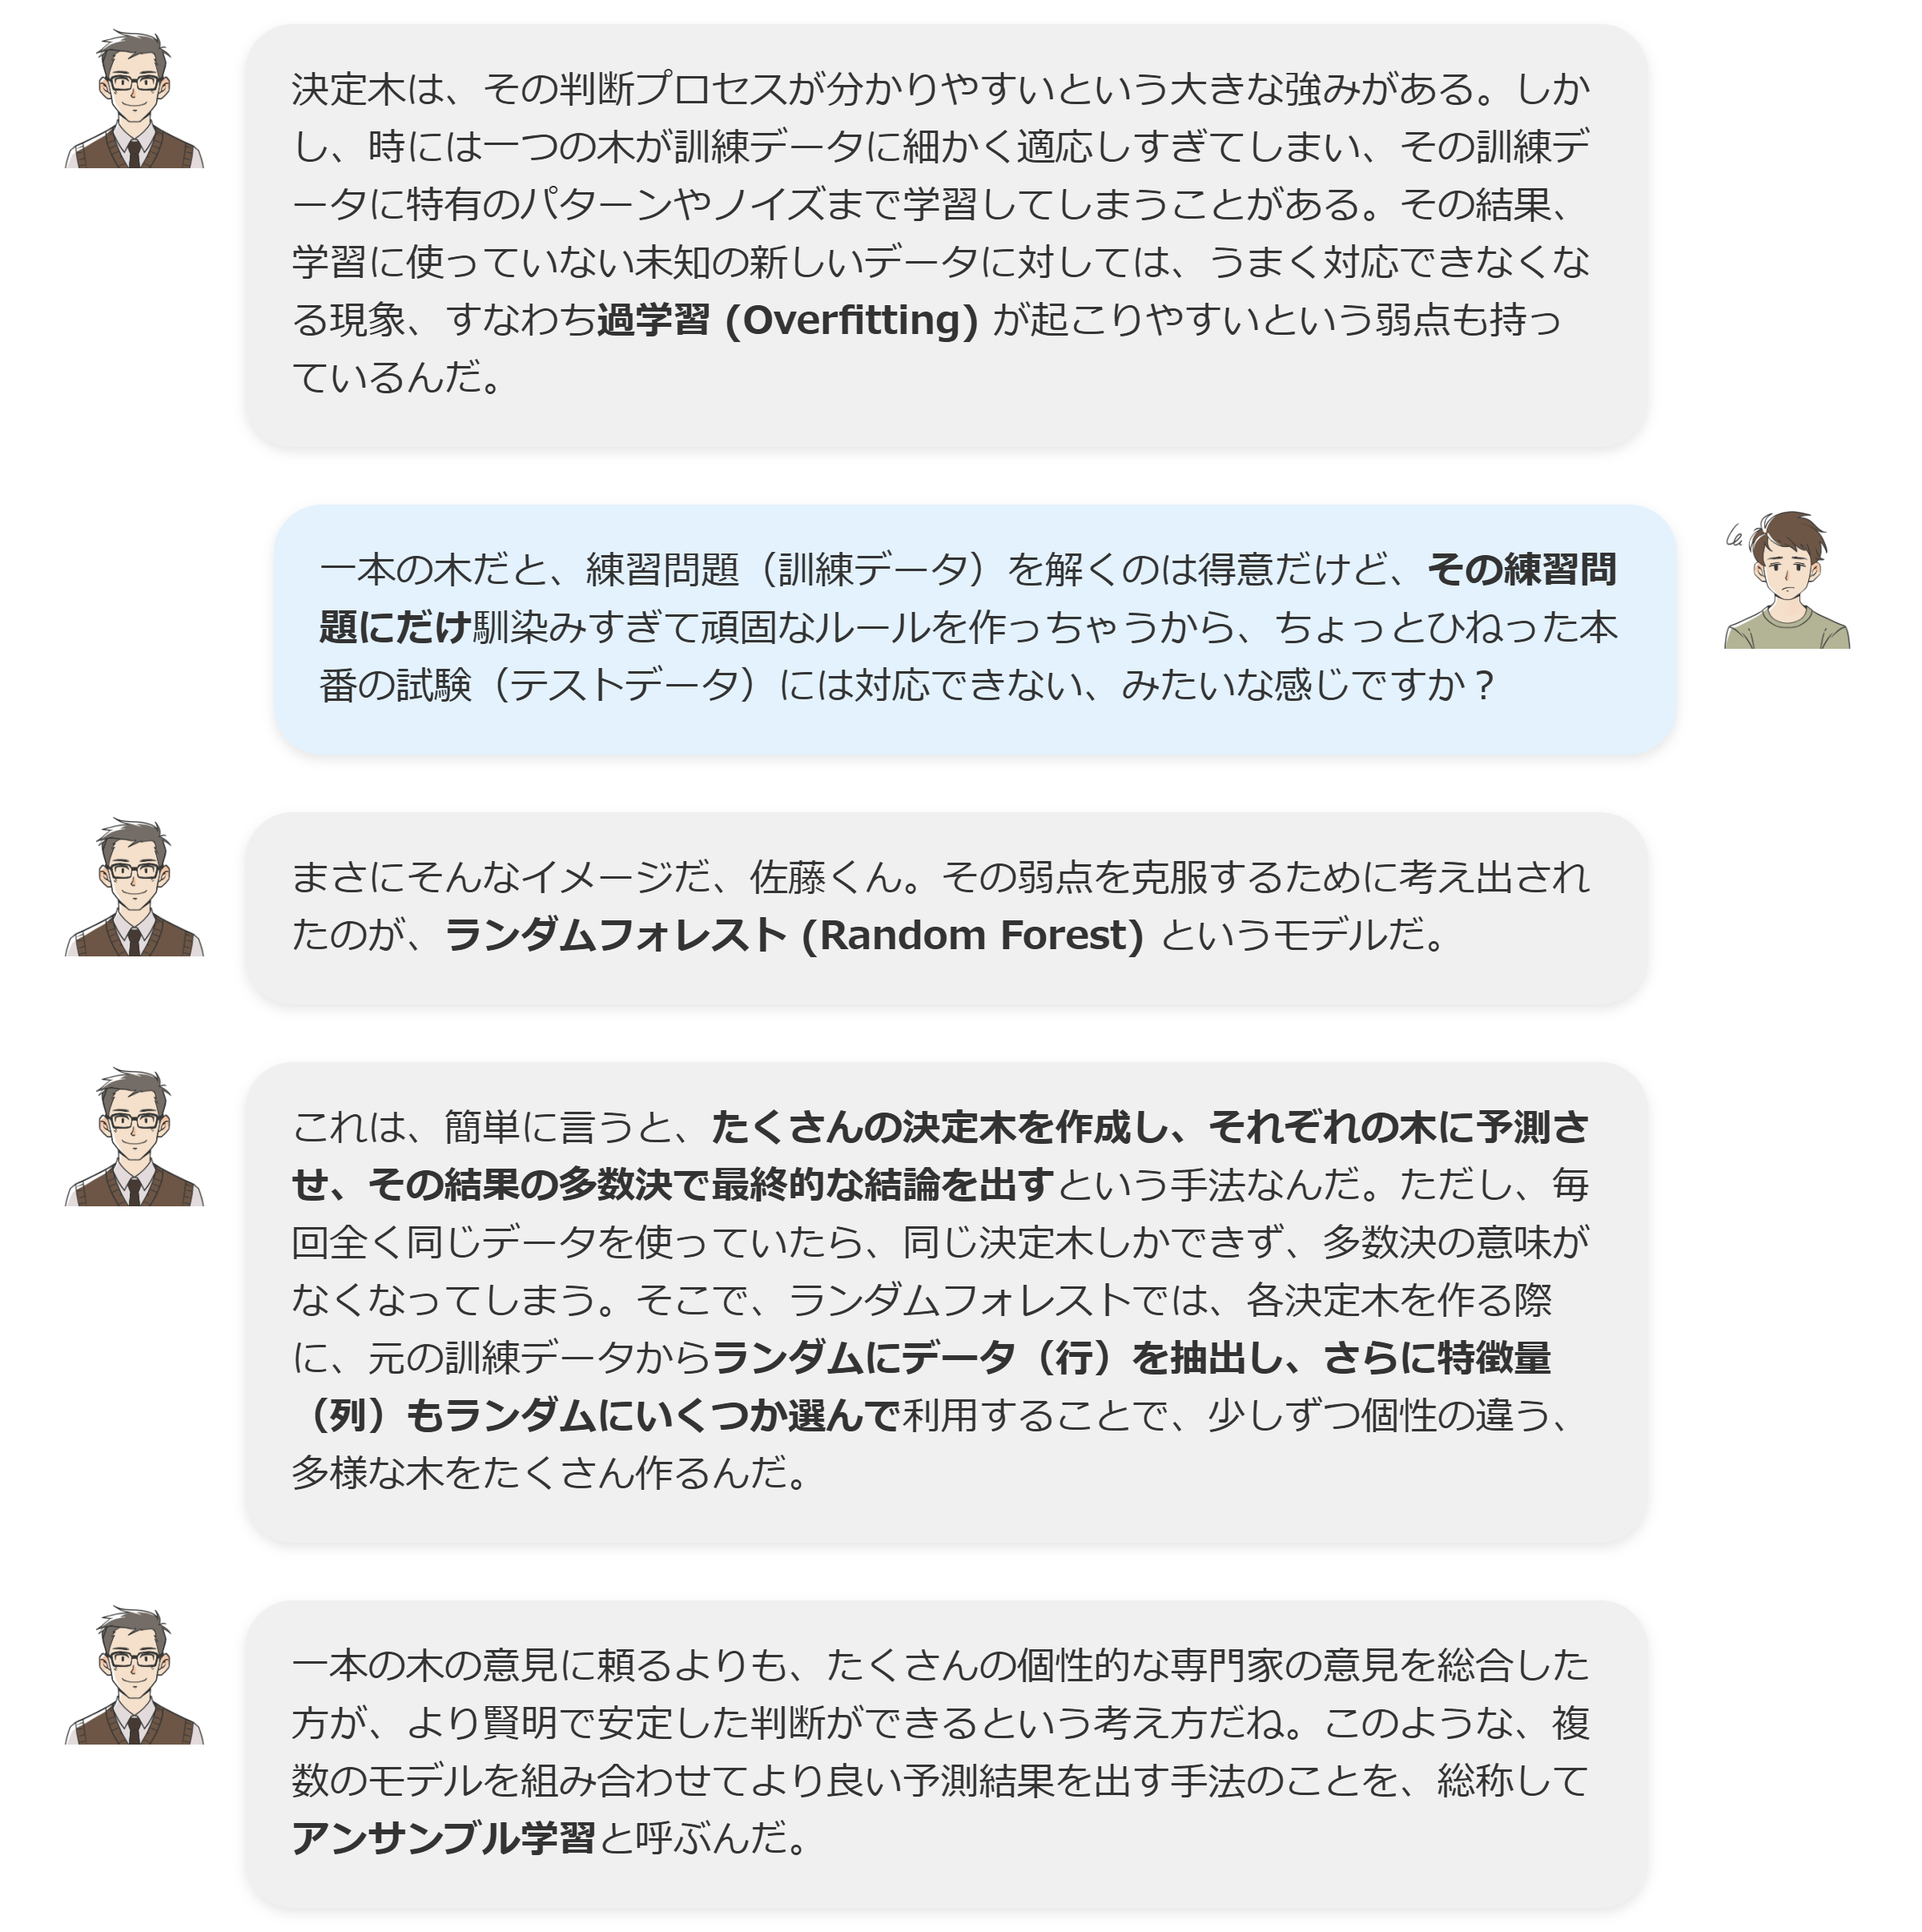 決定木は、その判断プロセスが分かりやすいという大きな強みがある。しか
し、時には一つの木が訓練データに細かく適応しすぎてしまい、その訓練デ
ータに特有のパターンやノイズまで学習してしまうことがある。その結果、
学習に使っていない未知の新しいデータに対しては、うまく対応できなくな
る現象、すなわち過学習 (Overfitting) が起こりやすいという弱点も持っ
ているんだ。
一本の木だと、練習問題（訓練データ）を解くのは得意だけど、その練習問
題にだけ馴染みすぎて頑固なルールを作っちゃうから、ちょっとひねった本
番の試験（テストデータ）には対応できない、みたいな感じですか？
まさにそんなイメージだ、佐藤くん。その弱点を克服するために考え出され
たのが、ランダムフォレスト (Random Forest) というモデルだ。
これは、簡単に言うと、たくさんの決定木を作成し、それぞれの木に予測さ
せ、その結果の多数決で最終的な結論を出すという手法なんだ。ただし、毎
回全く同じデータを使っていたら、同じ決定木しかできず、多数決の意味が
なくなってしまう。そこで、ランダムフォレストでは、各決定木を作る際
に、元の訓練データからランダムにデータ（行）を抽出し、さらに特徴量
（列）もランダムにいくつか選んで利用することで、少しずつ個性の違う、
多様な木をたくさん作るんだ。
一本の木の意見に頼るよりも、たくさんの個性的な専門家の意見を総合した
方が、より賢明で安定した判断ができるという考え方だね。このような、複
数のモデルを組み合わせてより良い予測結果を出す手法のことを、総称して
アンサンブル学習と呼ぶんだ。